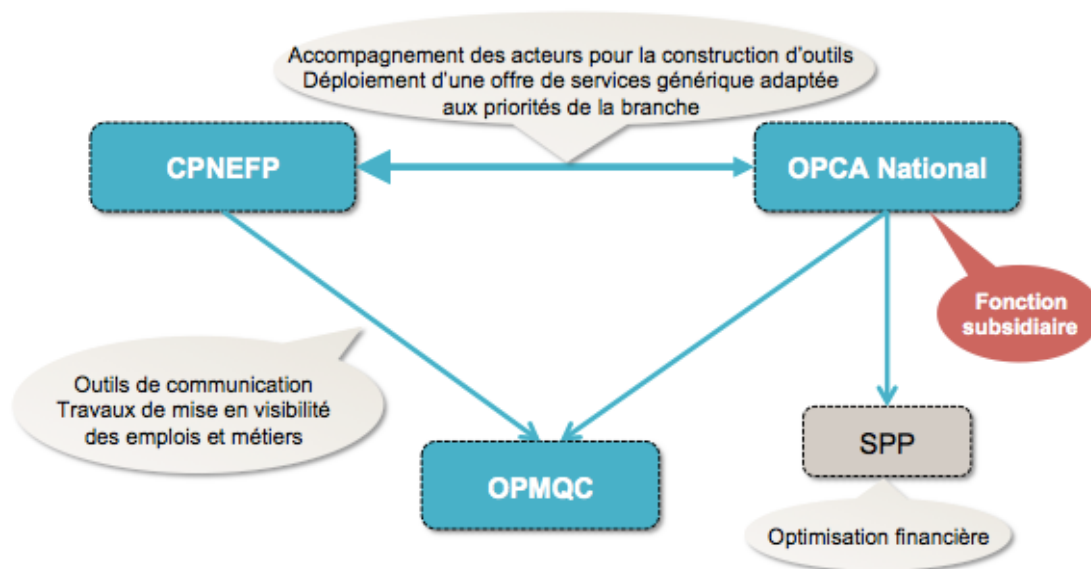 Accompagnement des acteurs pour la construction d'outils
Déploiement d'une offre de services générique adaptée
aux priorités de la branche
CPNEFP
OPCA National
Fonction
subsidiaire
Outils de communication
Travaux de mise en visibilité
des emplois et métiers
SPP
OPMQC
Optimisation financière